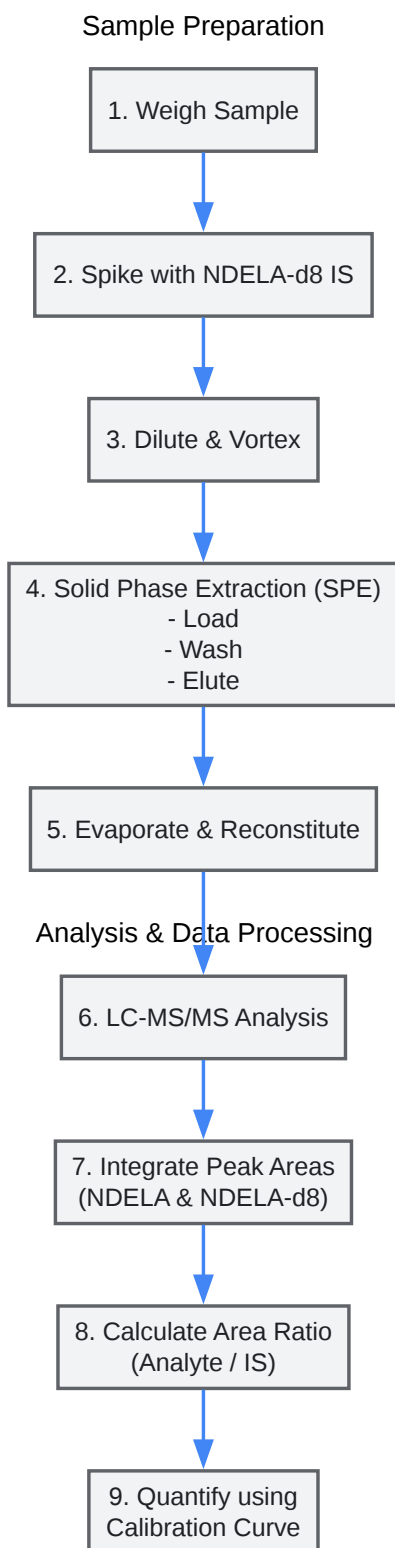 Sample Preparation
1. Weigh Sample
2. Spike with NDELA-d8 IS
3. Dilute & Vortex
4. Solid Phase Extraction (SPE)
- Load
- Wash
- Elute
5. Evaporate & Reconstitute
Analysis & Data Processing
6. LC-MS/MS Analysis
7. Integrate Peak Areas
(NDELA & NDELA-d8)
8. Calculate Area Ratio
(Analyte / IS)
9. Quantify using
Calibration Curve